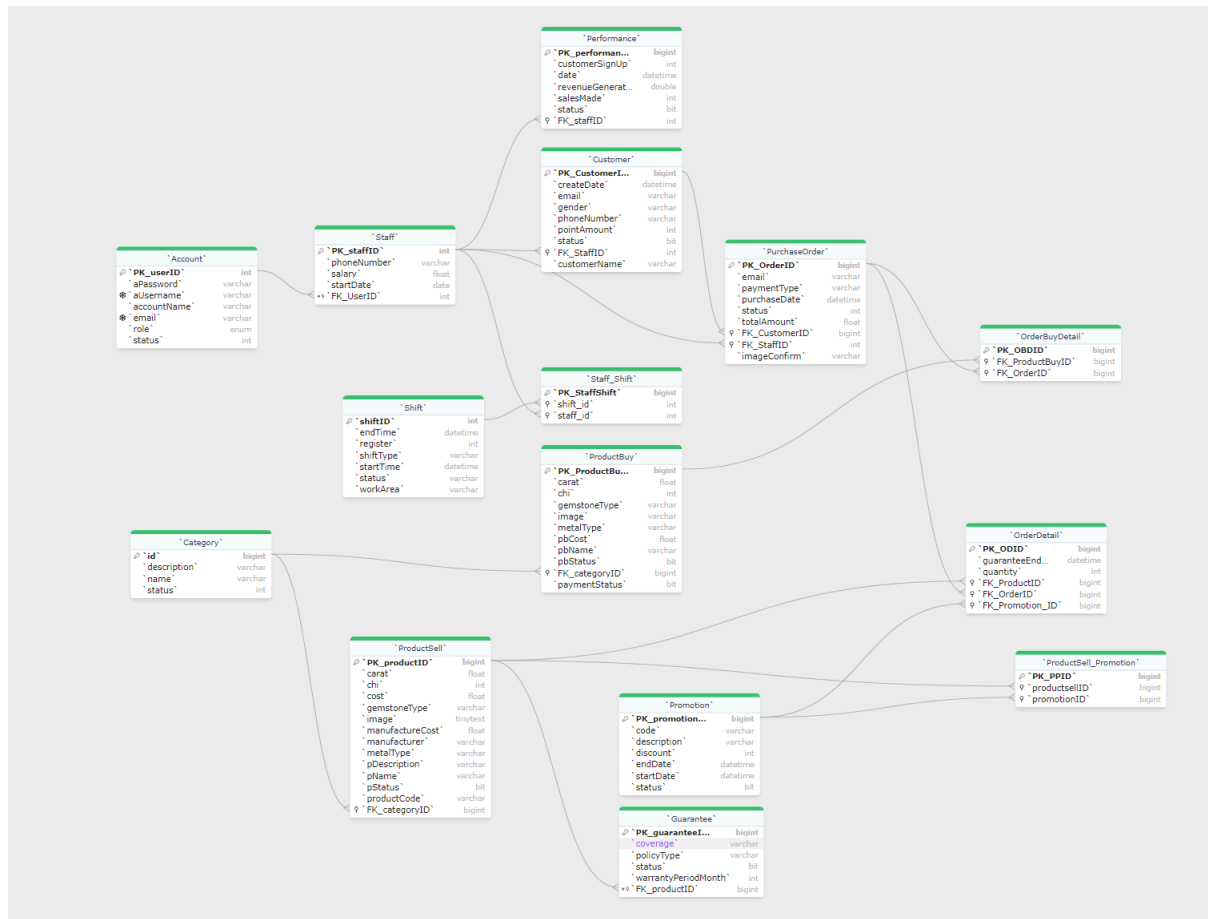 `Performance`
`PK_performan... bigint
`customerSignUp` int
`date` datetime
`revenueGenerat... double
`salesMade` int
`status` bit
`FK_staffID` int
`Customer`
`PK_CustomerI... bigint
`createDate` datetime
`email` varchar
`gender` varchar
`phoneNumber` varchar
`pointAmount` int
`status` bit
`FK_StaffID` int
`customerName` varchar
`Staff`
`PK_staffID` int
`phoneNumber` varchar
`salary` float
`startDate` date
`FK_UserID` int
`Account`
`PK_userID` int
`aPassword` varchar
`aUsername` varchar
`accountName` varchar
`email` varchar
`role` enum
`status` int
`PurchaseOrder`
`PK_OrderID` bigint
`email` varchar
`paymentType` varchar
`purchaseDate` datetime
`status` int
`totalAmount` float
`FK_CustomerID` bigint
`FK_StaffID` int
`imageConfirm` varchar
`OrderBuyDetail`
`PK_OBDID` bigint
`FK_ProductBuyID` bigint
`FK_OrderID` bigint
`Staff_Shift`
`PK_StaffShift` bigint
`shift_id` int
`staff_id` int
`Shift`
`shiftID` int
`endTime` datetime
`register` int
`shiftType` varchar
`startTime` datetime
`status` varchar
`workArea` varchar
`ProductBuy`
`PK_ProductBu... bigint
`carat` float
`chi` int
`gemstoneType` varchar
`image` varchar
`metalType` varchar
`pbCost` float
`pbName` varchar
`pbStatus` bit
`FK_categoryID` bigint
`paymentStatus` bit
`Category`
`id` bigint
`description` varchar
`name` varchar
`status` int
`OrderDetail`
`PK_ODID` bigint
`guaranteeEnd... datetime
`quantity` int
`FK_ProductID` bigint
`FK_OrderID` bigint
`FK_Promotion_ID` bigint
`ProductSell`
`PK_productID` bigint
`carat` float
`chi` int
`cost` float
`gemstoneType` varchar
`image` tinytext
`manufactureCost` float
`manufacturer` varchar
`metalType` varchar
`pDescription` varchar
`pName` varchar
`pStatus` bit
`productCode` varchar
`FK_categoryID` bigint
`ProductSell_Promotion`
`PK_PPID` bigint
`productsellID` bigint
`promotionID` bigint
`Promotion`
`PK_promotion... bigint
`code` varchar
`description` varchar
`discount` int
`endDate` datetime
`startDate` datetime
`status` bit
`Guarantee`
`PK_guaranteeI... bigint
`coverage` varchar
`policyType` varchar
`status` bit
`warrantyPeriodMonth` int
`FK_productID` bigint